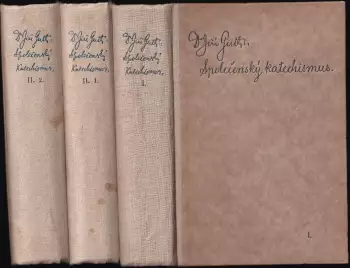 Dr Jiří Guth:
Společenský
Katechismus.
II. 2.
Dr Jiří Guth:
Společenský
Katechismus.
II. 1.
Dr Jiří Guth:
Společenský
Katechismus.
I.
Dr Jiří Guth:
Společenský katechismus.
I.